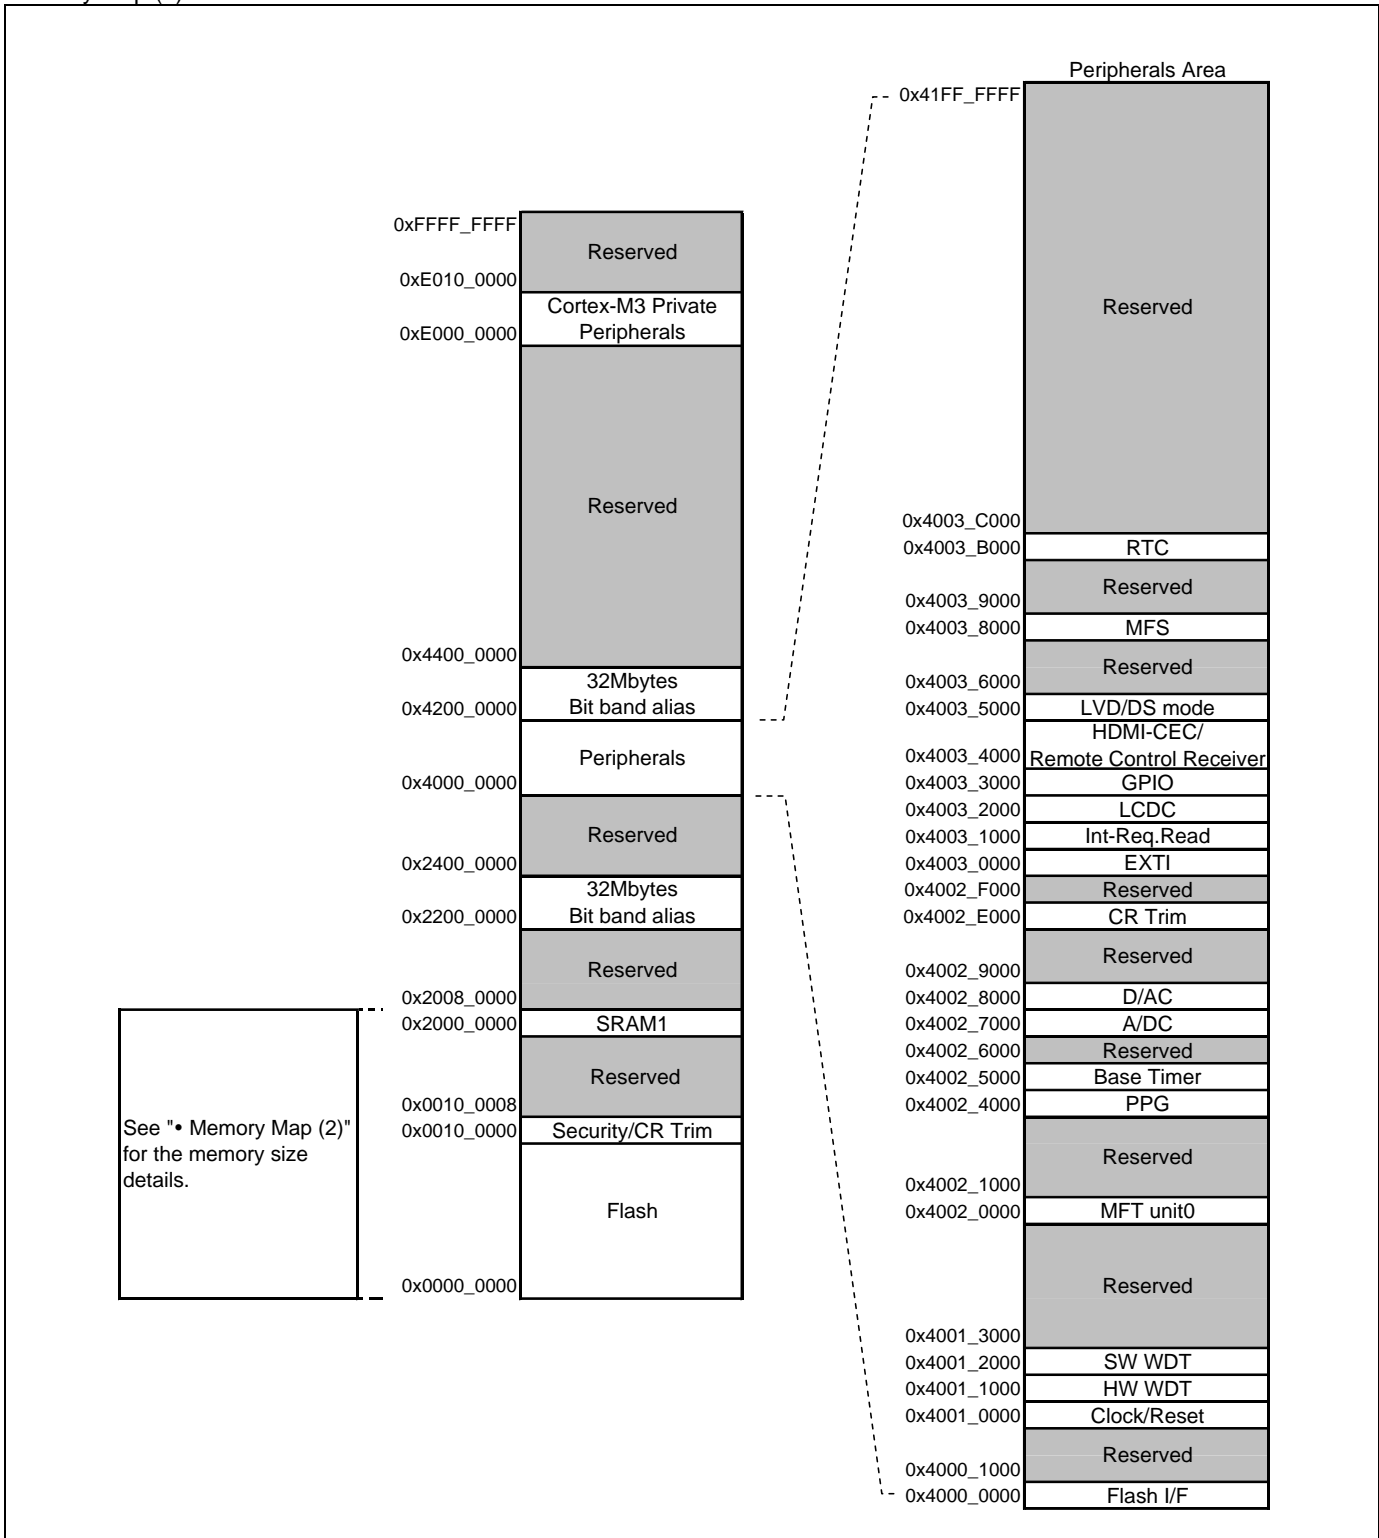 Peripherals Area
0x41FF_FFFF
Reserved
0x4003_C000
0x4003_B000 RTC
Reserved
0x4003_9000
0x4003_8000 MFS
Reserved
0x4003_6000
0x4003_5000 LVD/DS mode
HDMI-CEC/
0x4003_4000 Remote Control Receiver
0x4003_3000 GPIO
0x4003_2000 LCDC
0x4003_1000 Int-Req.Read
0x4003_0000 EXTI
0x4002_F000 Reserved
0x4002_E000 CR Trim
Reserved
0x4002_9000
0x4002_8000 D/AC
0x4002_7000 A/DC
0x4002_6000 Reserved
0x4002_5000 Base Timer
0x4002_4000 PPG
Reserved
0x4002_1000
0x4002_0000 MFT unit0
Reserved
0x4001_3000
0x4001_2000 SW WDT
0x4001_1000 HW WDT
0x4001_0000 Clock/Reset
Reserved
0x4000_1000
0x4000_0000 Flash I/F
0xFFFF_FFFF
Reserved
0xE010_0000
Cortex-M3 Private
0xE000_0000 Peripherals
Reserved
0x4400_0000
32Mbytes
0x4200_0000 Bit band alias
Peripherals
0x4000_0000
Reserved
0x2400_0000
32Mbytes
0x2200_0000 Bit band alias
Reserved
0x2008_0000
0x2000_0000 SRAM1
Reserved
0x0010_0008
0x0010_0000 Security/CR Trim
Flash
0x0000_0000
See "• Memory Map (2)"
for the memory size
details.